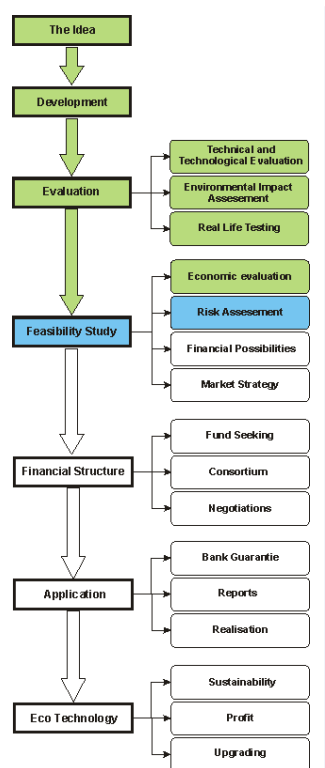 The Idea
Development
Evaluation
Technical and
Technological Evaluation
Environmental Impact
Assessment
Real Life Testing
Feasibility Study
Economic evaluation
Risk Assesement
Financial Possibilities
Market Strategy
Financial Structure
Fund Seeking
Consortium
Negotiations
Application
Bank Guarantie
Reports
Realisation
Eco Technology
Sustainability
Profit
Upgrading